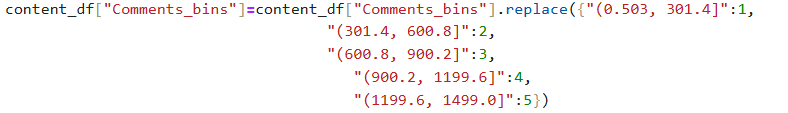 content_df["Comments_bins"]=content_df["Comments_bins"].replace({"(0.503, 301.4]":1,
"(301.4, 600.8]":2,
"(600.8, 900.2]":3,
"(900.2, 1199.6]":4,
"(1199.6, 1499.0]":5})